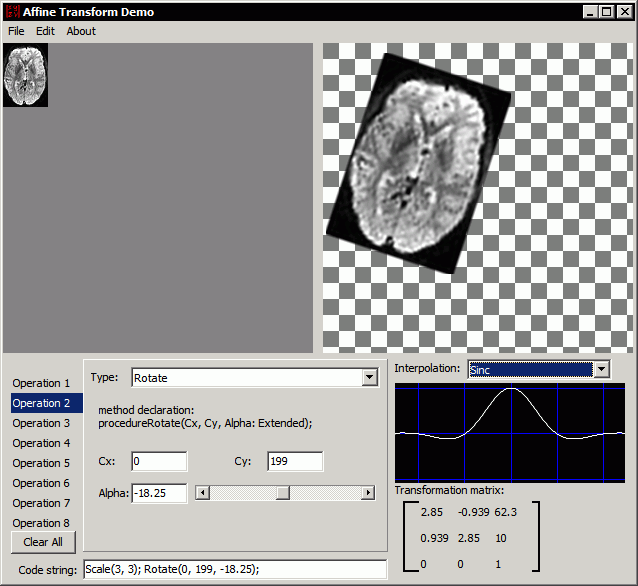 Affine Transform Demo
File Edit About
Operation 1
Operation 2
Operation 3
Operation 4
Operation 5
Operation 6
Operation 7
Operation 8
Clear All
Type: Rotate
method declaration:
procedureRotate(Cx, Cy, Alpha: Extended);
Cx: 0 Cy: 199
Alpha: -18.25
Interpolation: Sinc
Transformation matrix:
2.85 -0.939 62.3
0.939 2.85 10
0 0 1
Code string: Scale(3, 3); Rotate(0, 199, -18.25);